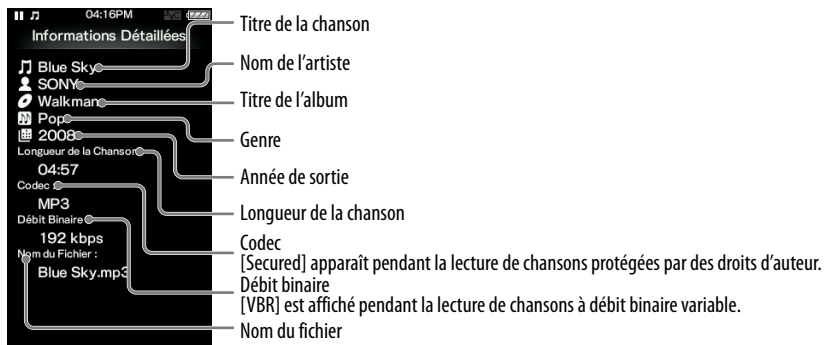 04:16PM
Informations Détaillées
Blue Sky
SONY
Walkman
Pop
2008
Longueur de la Chanson
04:57
Codec :
MP3
Débit Binaire
192 kbps
Nom du Fichier :
Blue Sky.mp3
Titre de la chanson
Nom de l’artiste
Titre de l’album
Genre
Année de sortie
Longueur de la chanson
Codec
[Secured] apparaît pendant la lecture de chansons protégées par des droits d’auteur.
Débit binaire
[VBR] est affiché pendant la lecture de chansons à débit binaire variable.
Nom du fichier